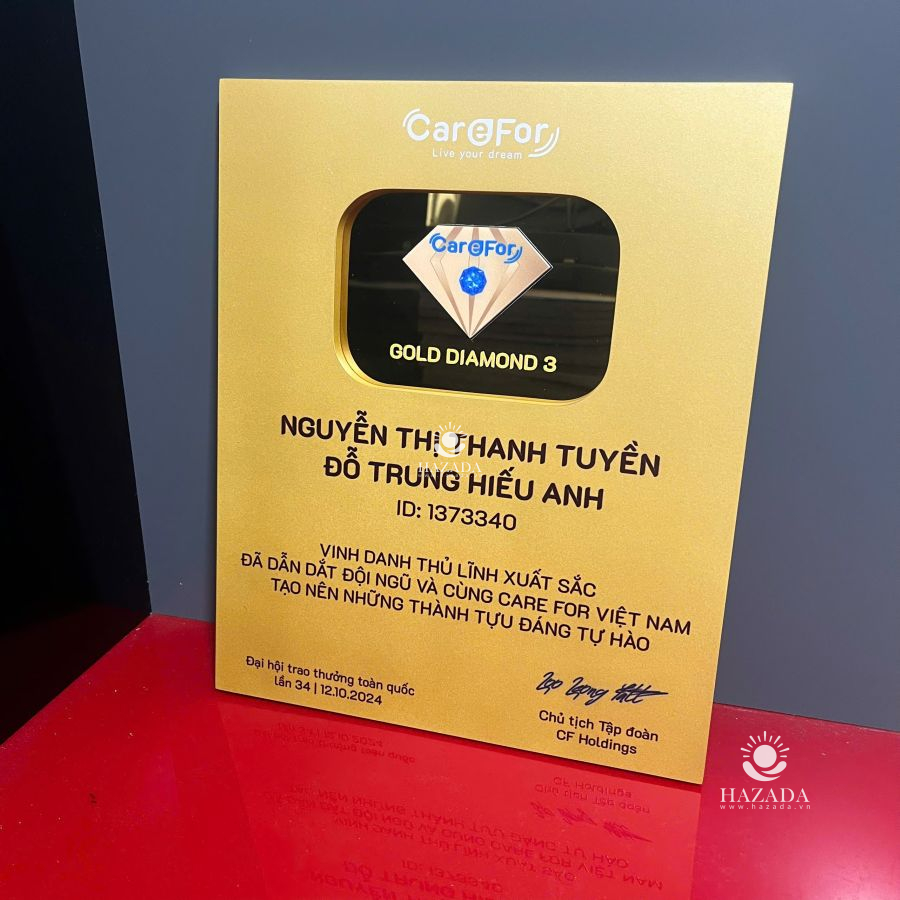 CareFor
Live your dream
CareFor
GOLD DIAMOND 3
NGUYỄN THỊ THANH TUYỀN
ĐỖ TRUNG HIẾU ANH
HAZADA
ID: 1373340
VINH DANH THỦ LĨNH XUẤT SẮC
ĐÃ DẪN DẮT ĐỘI NGŨ VÀ CÙNG CARE FOR VIỆT NAM
TẠO NÊN NHỮNG THÀNH TỰU ĐÁNG TỰ HÀO
Đại hội trao thưởng toàn quốc
lần 34 | 12.10.2024
Chủ tịch Tập đoàn
CF Holdings
HAZADA
www.hazada.vn